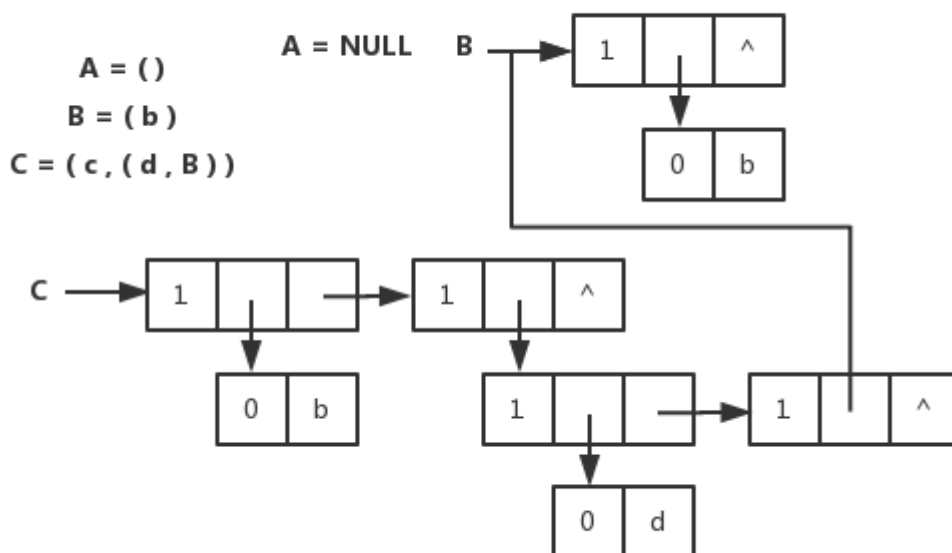 A = ( )
B = ( b )
C = ( c , ( d , B ) )
A = NULL B 1 ^
0 b
C 1 1 ^
0 b 1 1 ^
0 d